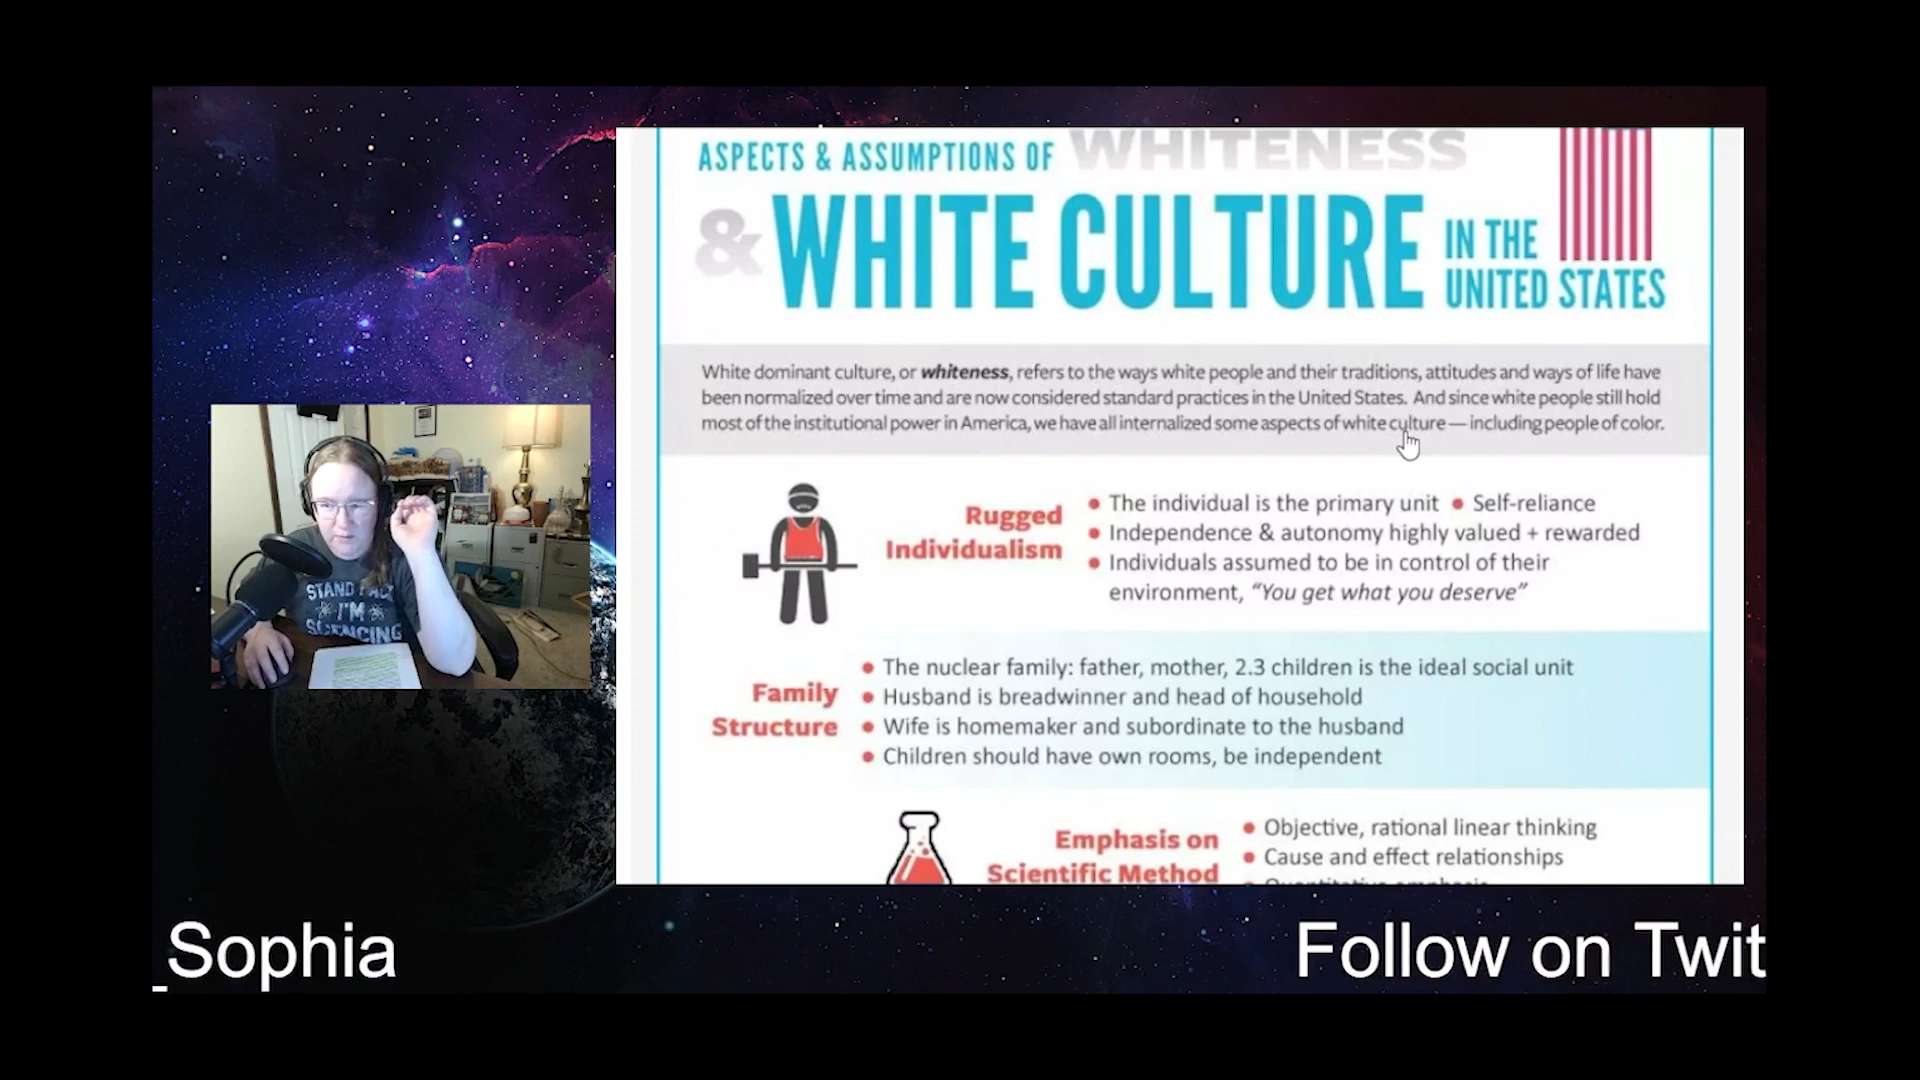 ASPECTS & ASSUMPTIONS OF WHITENESS
& WHITE CULTURE IN THE
UNITED STATES
White dominant culture, or whiteness, refers to the ways white people and their traditions, attitudes and ways of life have
been normalized over time and are now considered standard practices in the United States. And since white people still hold
most of the institutional power in America, we have all internalized some aspects of white culture — including people of color.
Rugged
Individualism
• The individual is the primary unit • Self-reliance
• Independence & autonomy highly valued + rewarded
• Individuals assumed to be in control of their
environment, "You get what you deserve"
Family
Structure
• The nuclear family: father, mother, 2.3 children is the ideal social unit
• Husband is breadwinner and head of household
• Wife is homemaker and subordinate to the husband
• Children should have own rooms, be independent
Emphasis on
Scientific Method
• Objective, rational linear thinking
• Cause and effect relationships
• Quantitative emphasis
STAND
I'M
SCIENCING
_Sophia
Follow on Twit